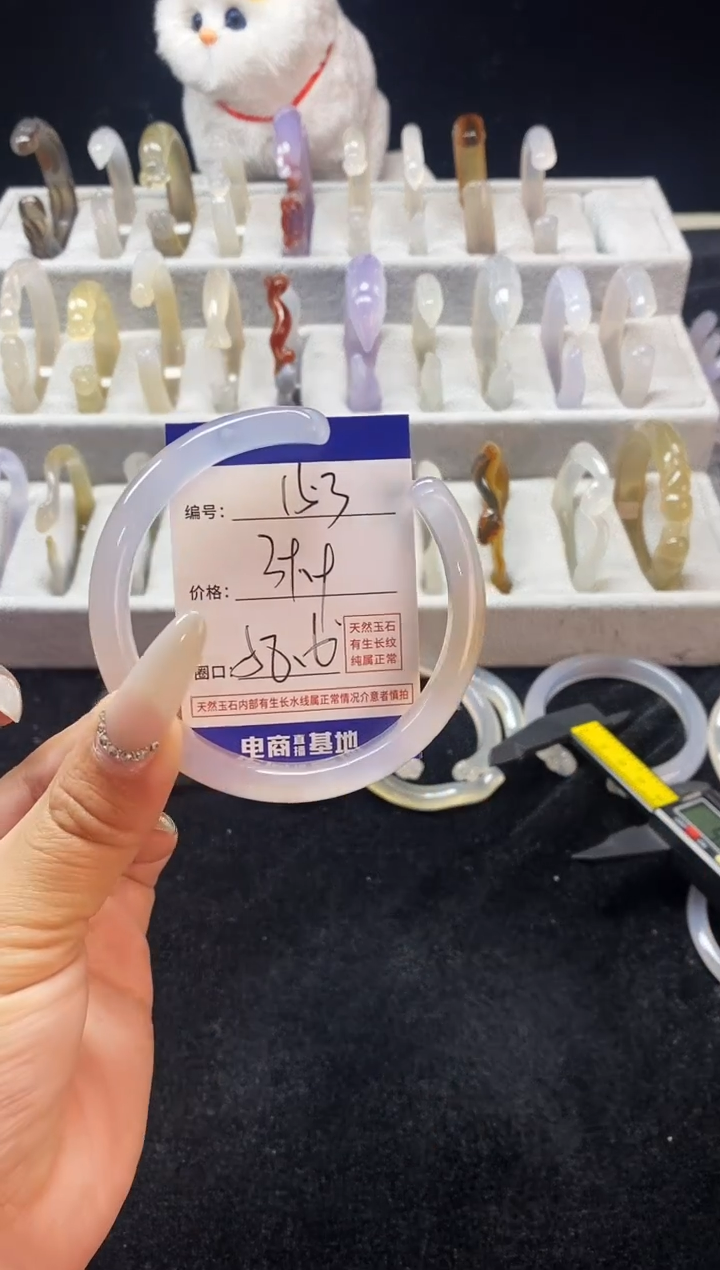 编号: 153
价格:
圈口: 58.6
天然玉石
有生长纹
纯属正常
天然玉石内部有生长水线属正常情况介意者慎拍
电商直播基地